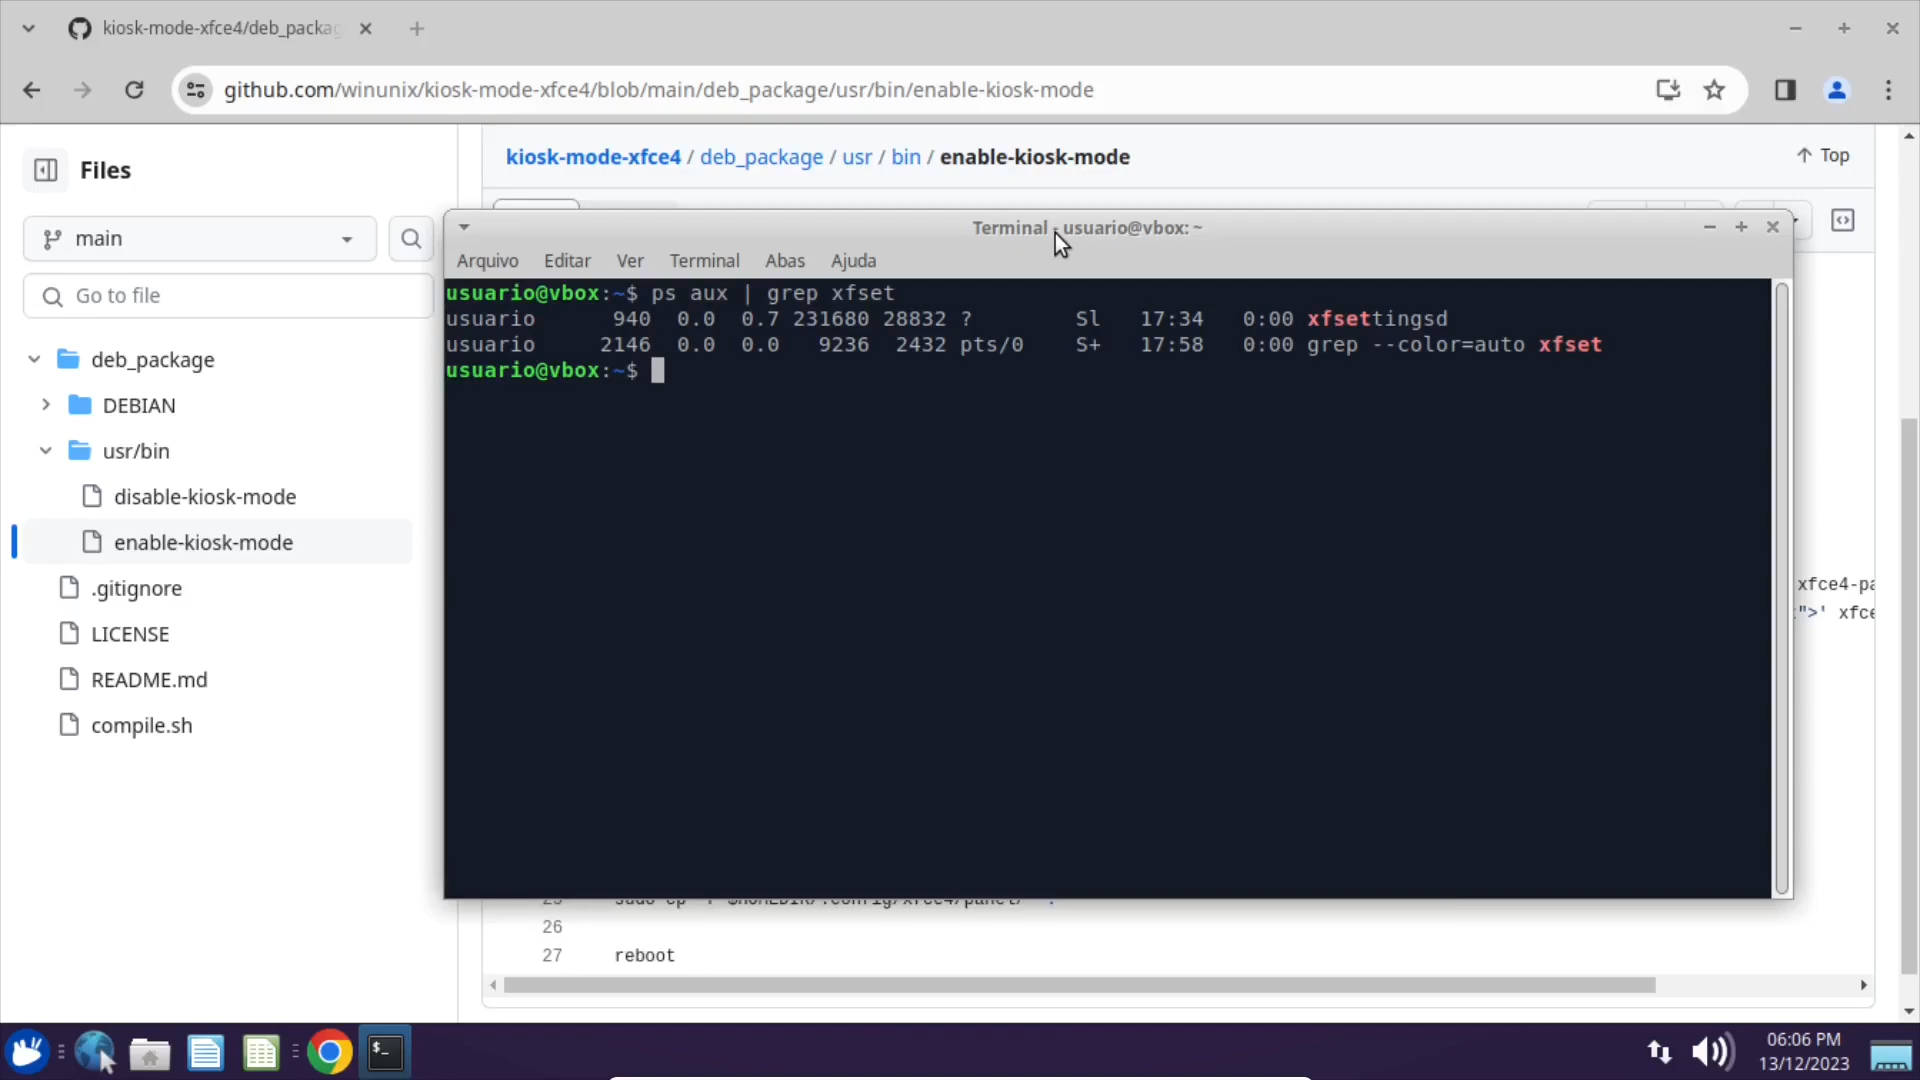 kiosk-mode-xfce4/deb_packag
github.com/winunix/kiosk-mode-xfce4/blob/main/deb_package/usr/bin/enable-kiosk-mode
Files
kiosk-mode-xfce4 / deb_package / usr / bin / enable-kiosk-mode
Top
main
Go to file
deb_package
DEBIAN
usr/bin
disable-kiosk-mode
enable-kiosk-mode
.gitignore
LICENSE
README.md
compile.sh
Terminal - usuario@vbox: ~
Arquivo Editar Ver Terminal Abas Ajuda
usuario@vbox:~$ ps aux | grep xfset
usuario 940 0.0 0.7 231680 28832 ? Sl 17:34 0:00 xfsettingsd
usuario 2146 0.0 0.0 9236 2432 pts/0 S+ 17:58 0:00 grep --color=auto xfset
usuario@vbox:~$
xfce4-pa
">' xfce
26
27 reboot
06:06 PM
13/12/2023